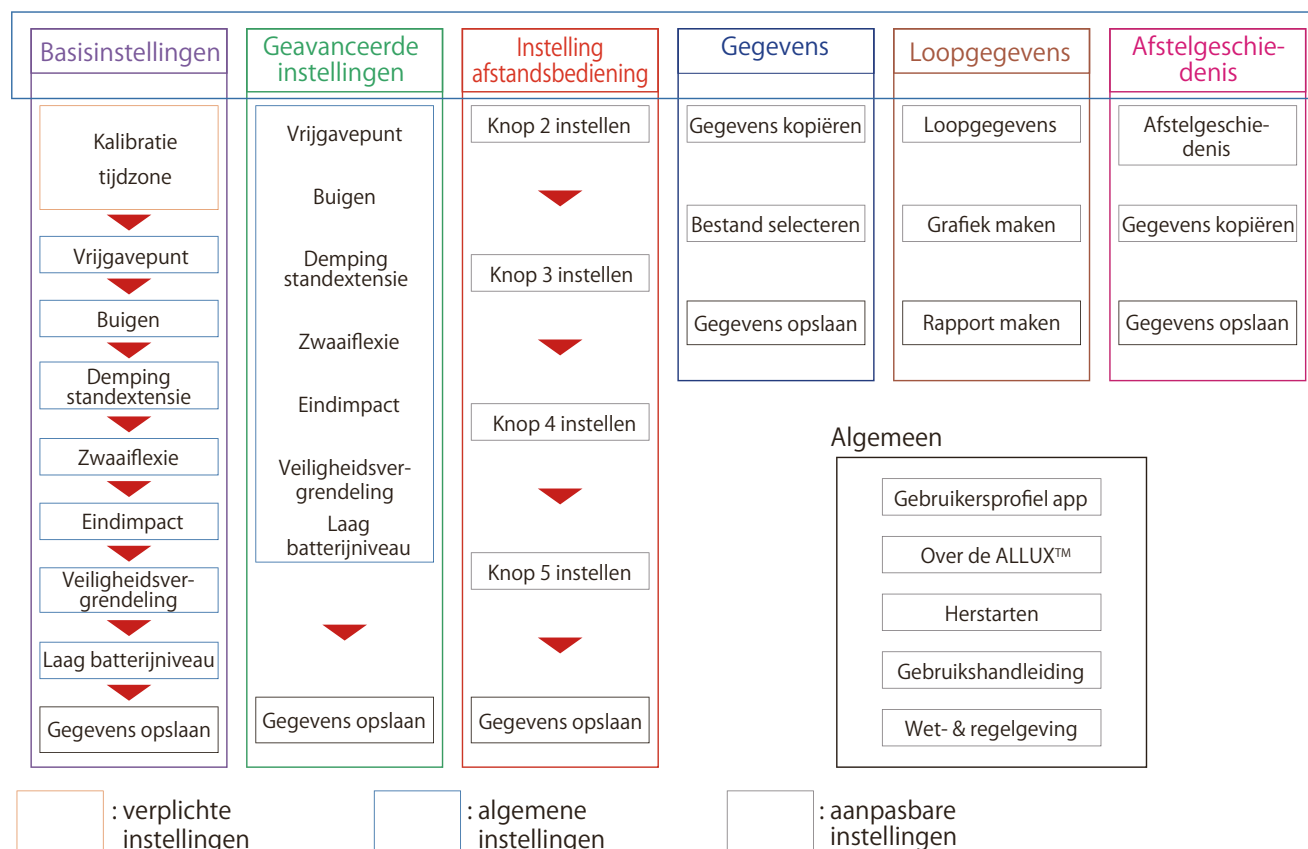 Basisinstellingen
Kalibratie
tijdzone
Vrijgavepunt
Buigen
Demping
standextensie
Zwaaiflexie
Eindimpact
Veiligheidsver-
grendeling
Laag batterijniveau
Gegevens opslaan
Geavanceerde
instellingen
Vrijgavepunt
Buigen
Demping
standextensie
Zwaaiflexie
Eindimpact
Veiligheidsver-
grendeling
Laag
batterijniveau
Gegevens opslaan
Instelling
afstandsbediening
Knop 2 instellen
Knop 3 instellen
Knop 4 instellen
Knop 5 instellen
Gegevens opslaan
Gegevens
Gegevens kopiëren
Bestand selecteren
Gegevens opslaan
Loopgegevens
Loopgegevens
Grafiek maken
Rapport maken
Afstelgeschie-
denis
Afstelgeschie-
denis
Gegevens kopiëren
Gegevens opslaan
Algemeen
Gebruikersprofiel app
Over de ALLUX™
Herstarten
Gebruikshandleiding
Wet- & regelgeving
: verplichte
instellingen
: algemene
instellingen
: aanpasbare
instellingen